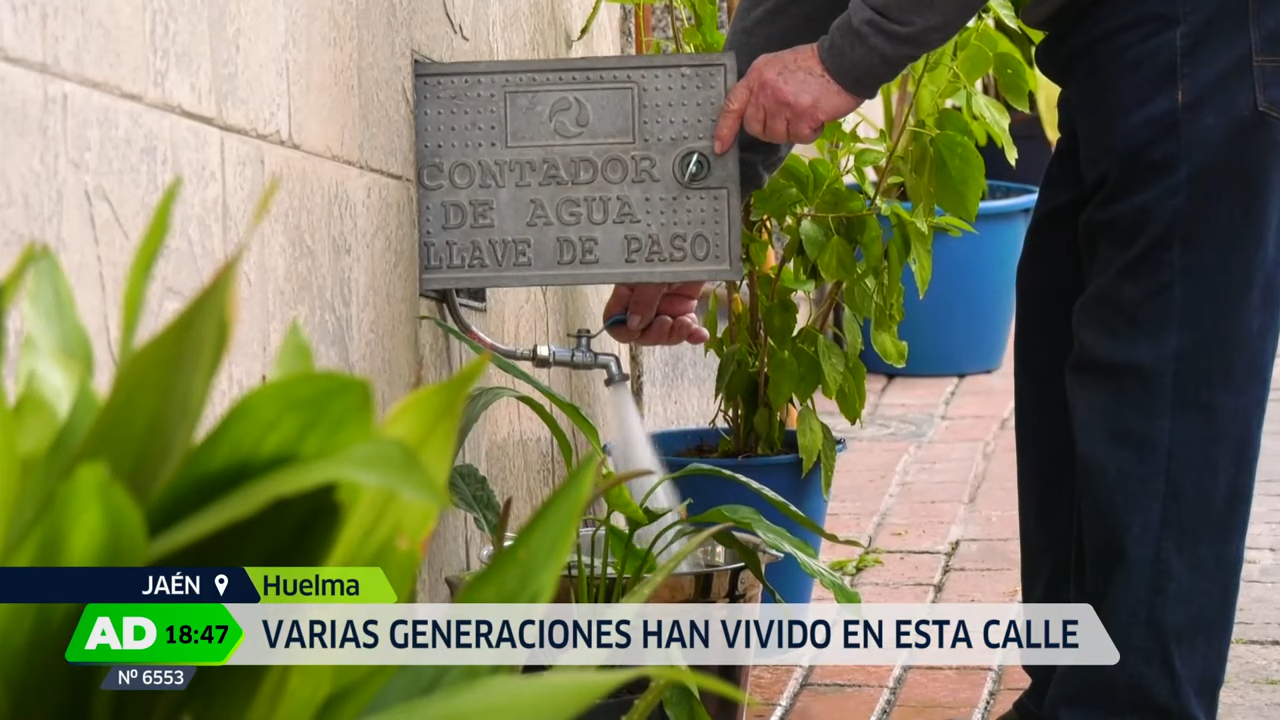 CONTADOR
DE AGUA
LLAVE DE PASO
JAÉN Huelma
AD 18:47 VARIAS GENERACIONES HAN VIVIDO EN ESTA CALLE
Nº 6553